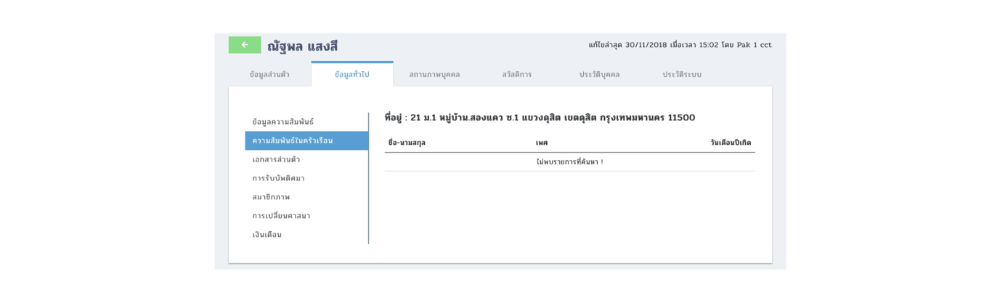 ณัฐพล แสงสี
แก้ไขล่าสุด 30/11/2018 เมื่อเวลา 15:02 โดย Pak 1 cct
ข้อมูลส่วนตัว ข้อมูลทั่วไป สถานภาพบุคคล สวัสดิการ ประวัติบุคคล ประวัติระบบ
ข้อมูลความสัมพันธ์
ความสัมพันธ์ในครัวเรือน
เอกสารส่วนตัว
การรับบัพติศมา
สมาชิกภาพ
การเปลี่ยนศาสนา
เงินเดือน
ที่อยู่ : 21 ม.1 หมู่บ้าน.สองแคว ซ.1 แขวงดุสิต เขตดุสิต กรุงเทพมหานคร 11500
ชื่อ-นามสกุล เพศ วันเดือนปีเกิด
ไม่พบรายการที่ค้นหา !